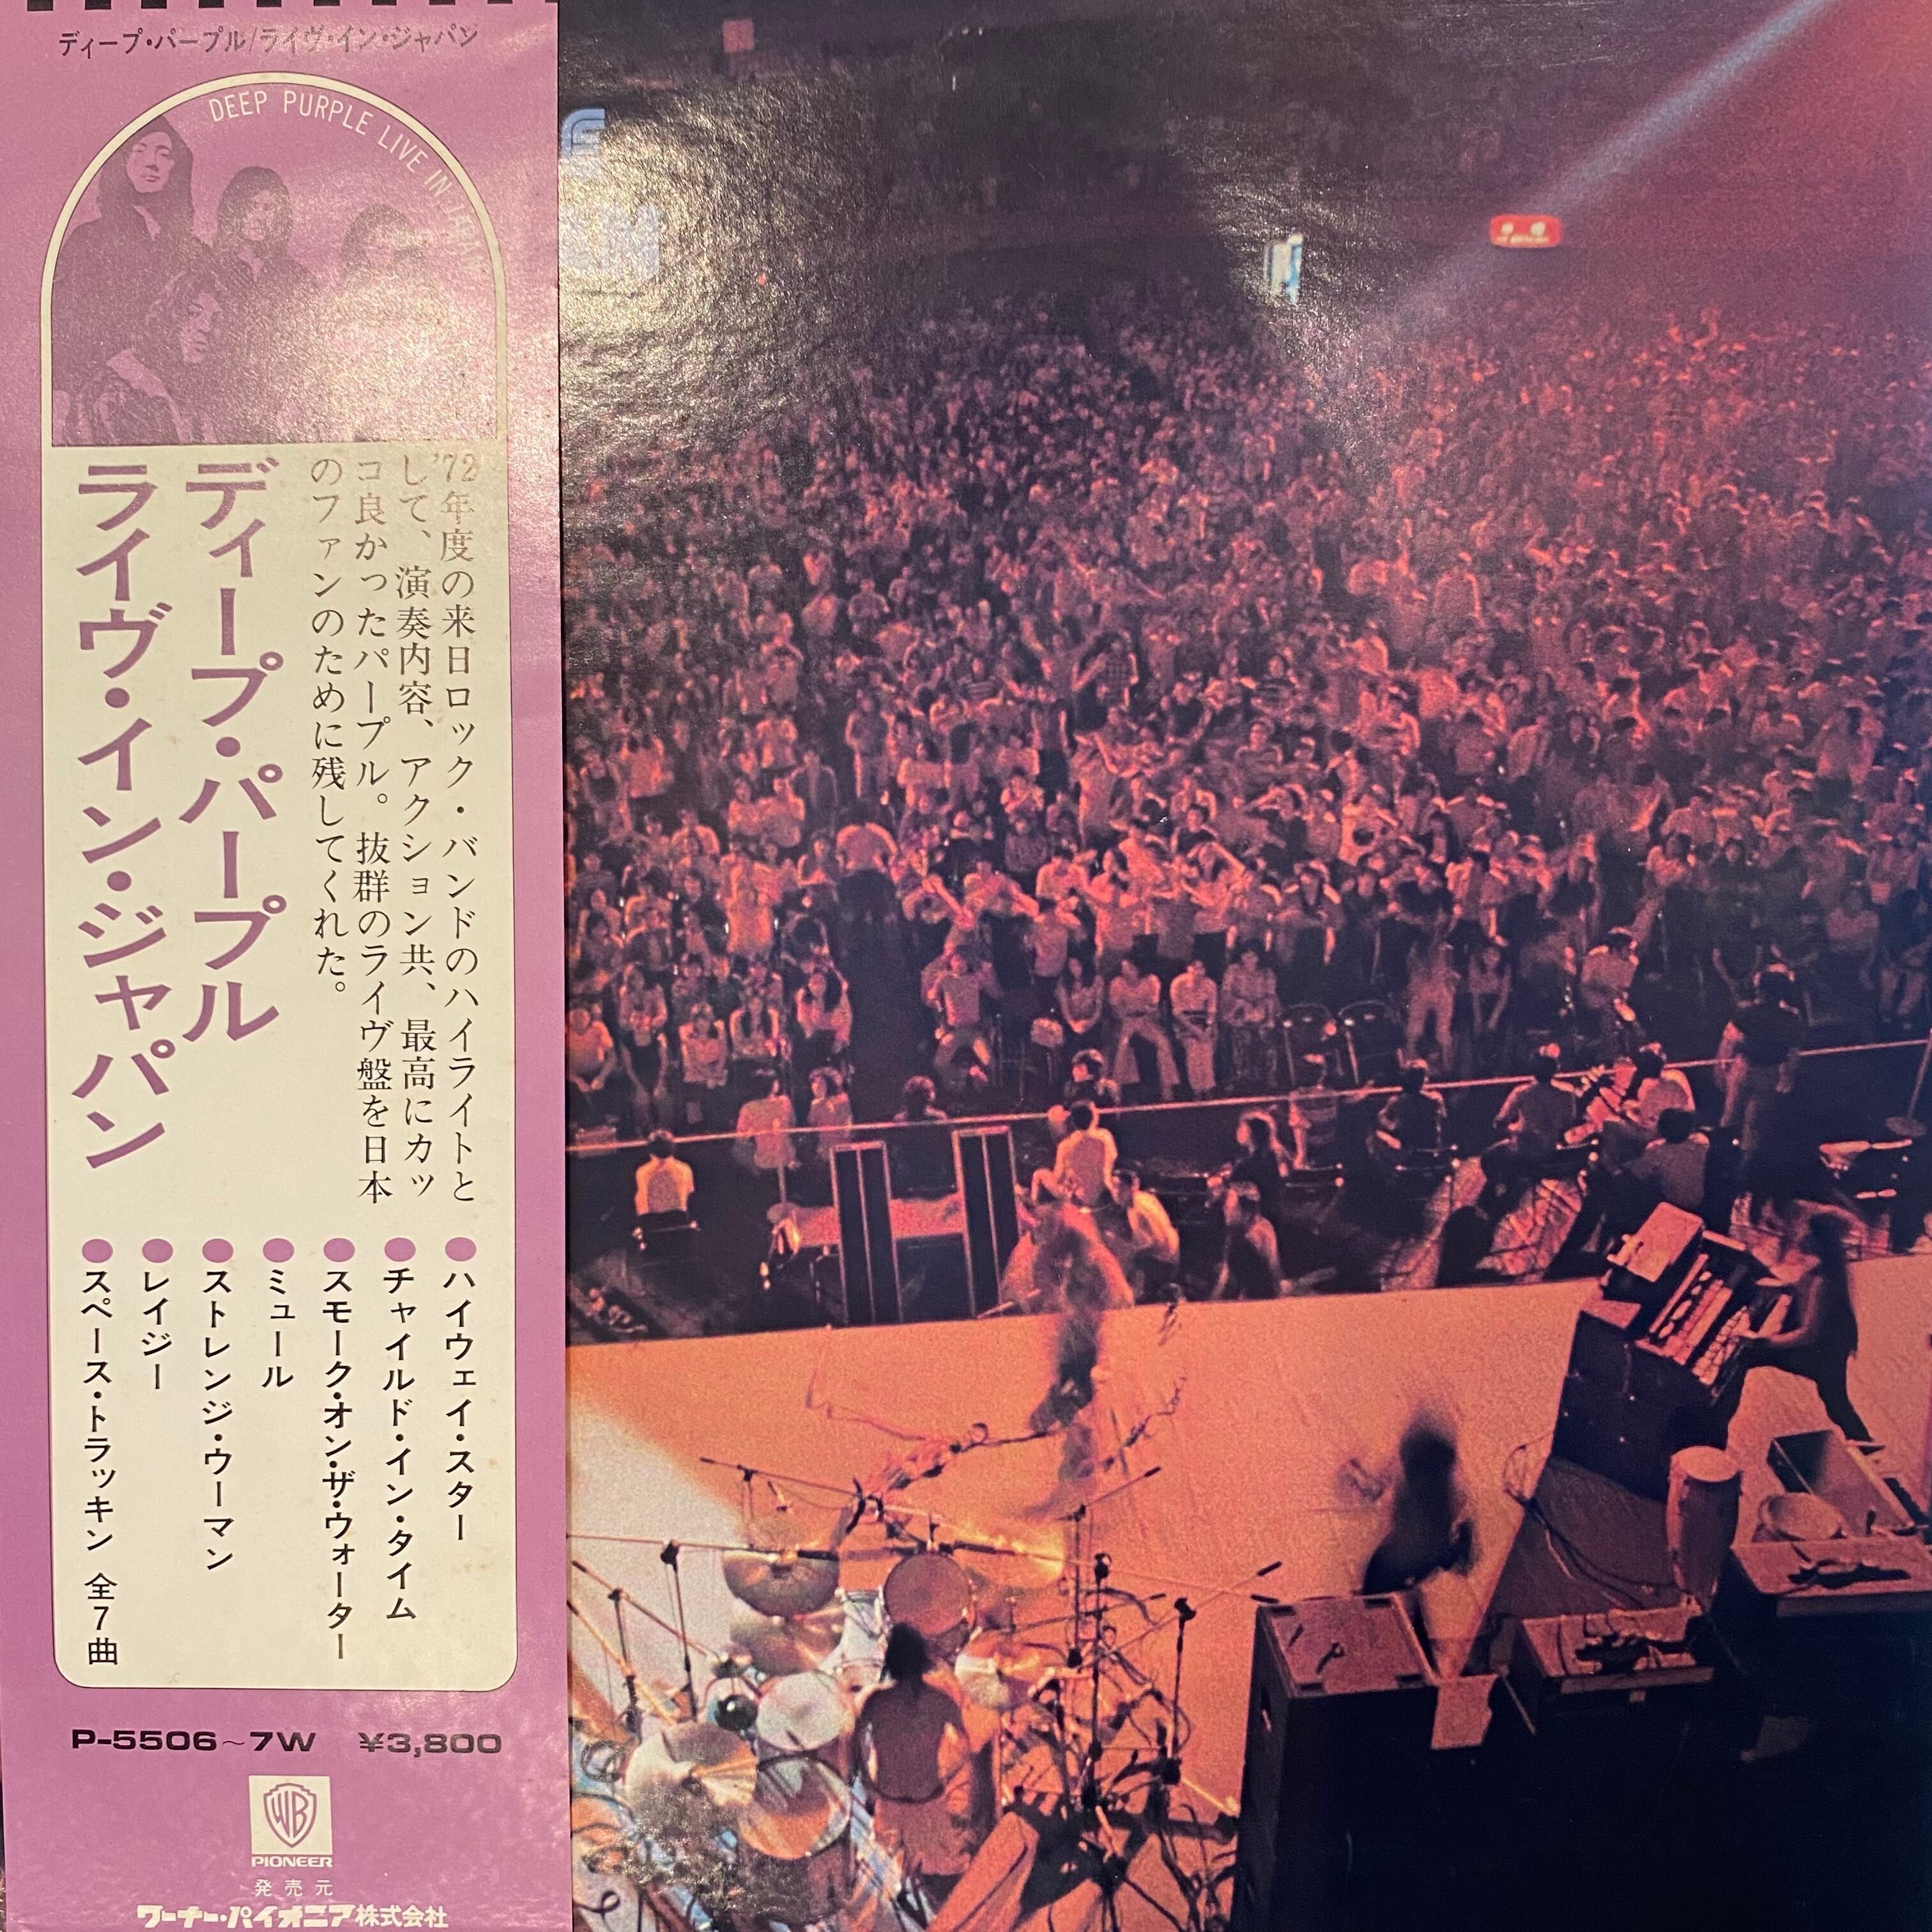 ディープ・パープル/ライヴ・イン・ジャパン
DEEP PURPLE LIVE IN JAPAN
'72年度の来日ロック・バンドのハイライトと
して、演奏内容、アクション共、最高にカッ
コ良かったパープル。抜群のライヴ盤を日本
のファンのために残してくれた。
ディープ・パープル
ライヴ・イン・ジャパン
●ハイウェイ・スター
●チャイルド・イン・タイム
●スモーク・オン・ザ・ウォーター
●ミュール
●ストレンジ・ウーマン
●レイジー
●スペース・トラッキン 全7曲
P-5506~7W ¥3,800
WB
PIONEER
発売元
ワーナー・パイオニア株式会社